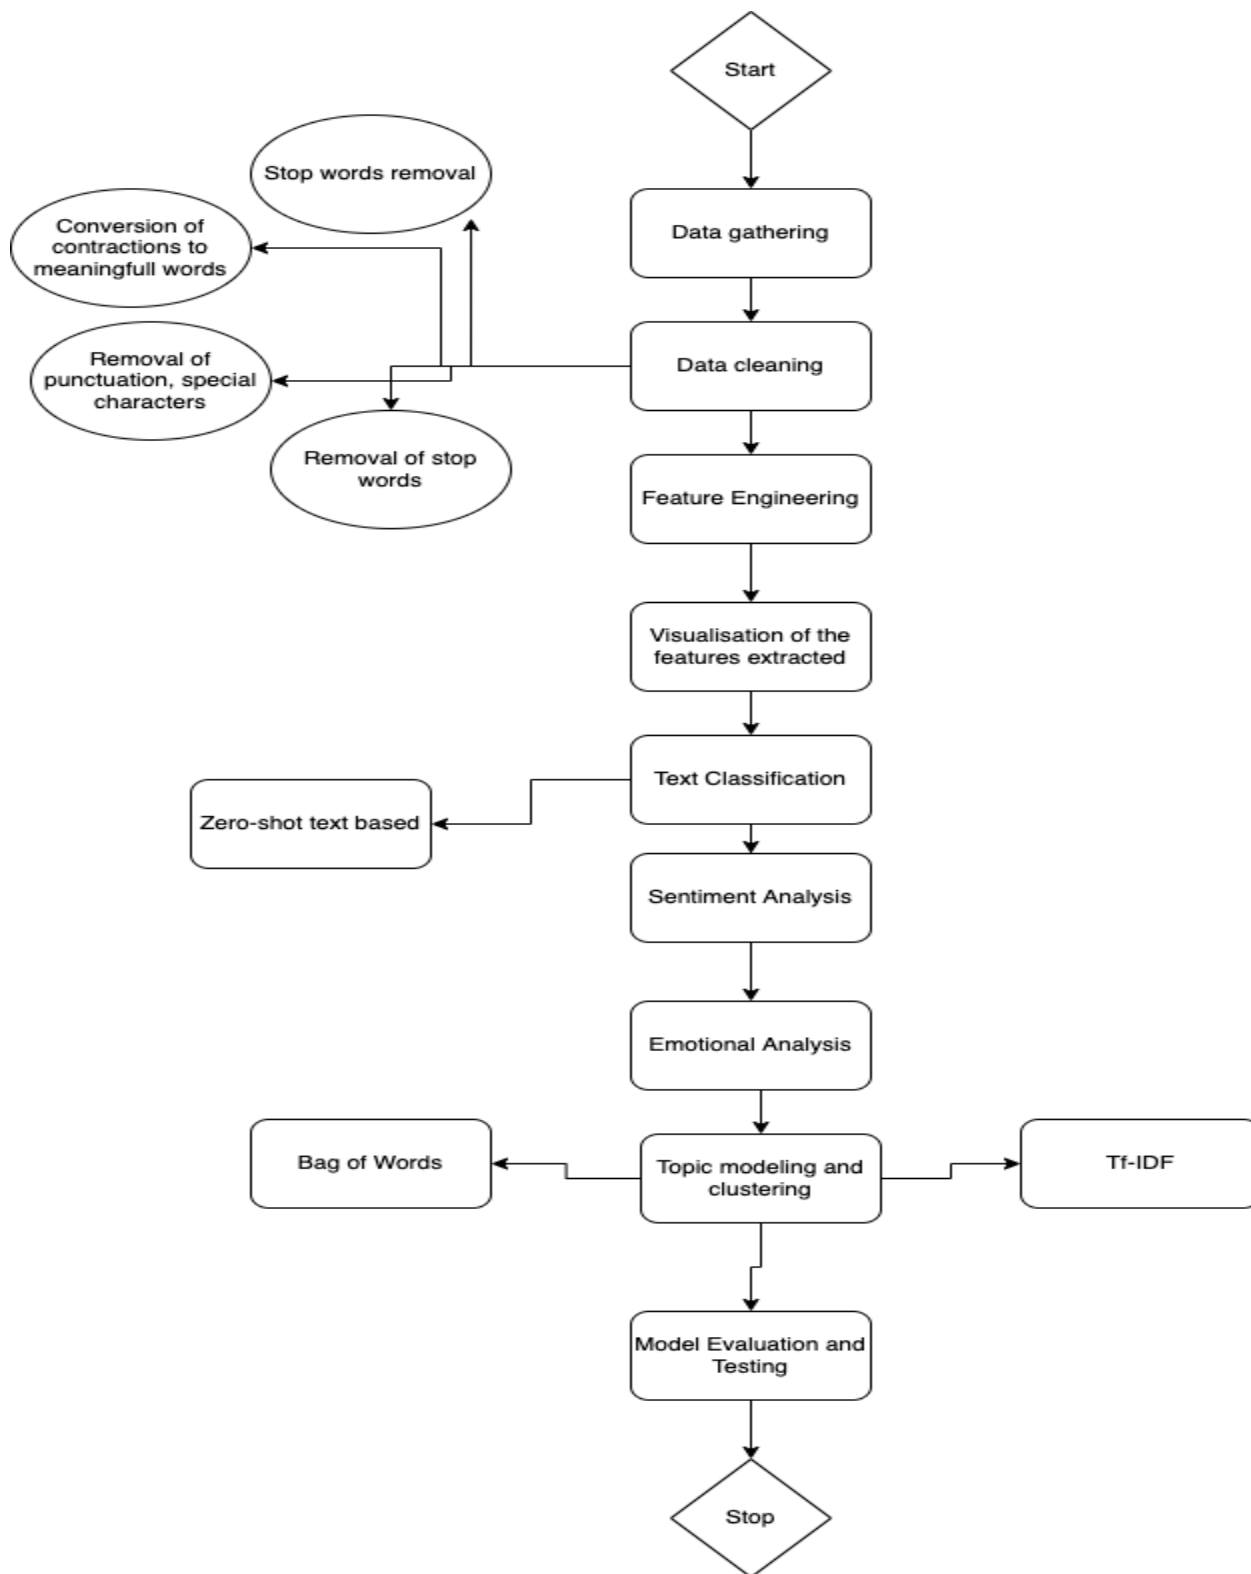 Start
Stop words removal
Conversion of
contractions to
meaningfull words
Data gathering
Removal of
punctuation, special
characters
Data cleaning
Removal of stop
words
Feature Engineering
Visualisation of the
features extracted
Text Classification
Zero-shot text based
Sentiment Analysis
Emotional Analysis
Bag of Words
Topic modeling and
clustering
Tf-IDF
Model Evaluation and
Testing
Stop